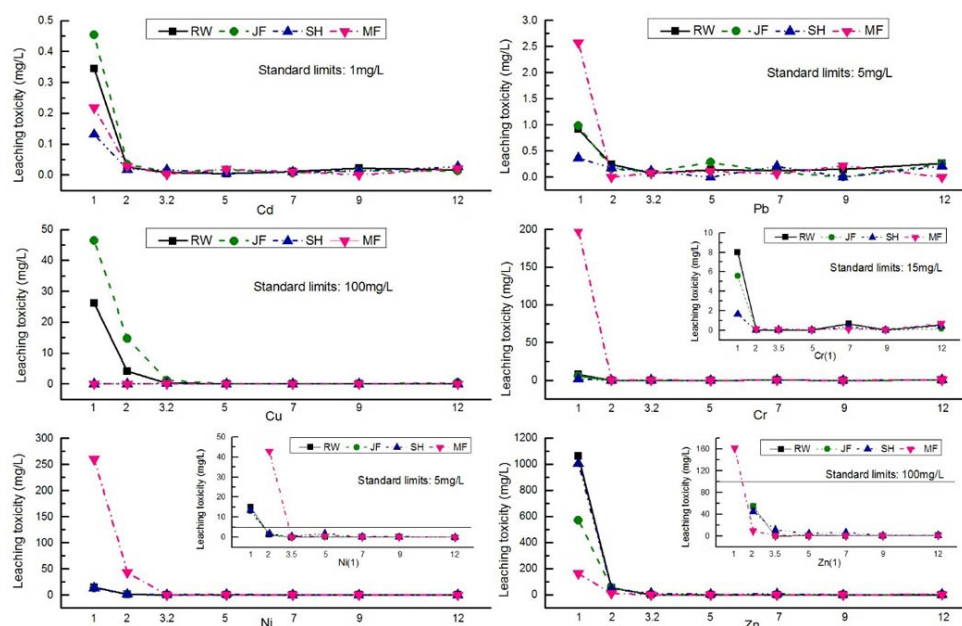 RW JF SH MF
Standard limits: 1mg/L
Leaching toxicity (mg/L)
0.5
0.4
0.3
0.2
0.1
0.0
1 2 3.2 5 7 9 12
Cd
RW JF SH MF
Standard limits: 5mg/L
Leaching toxicity (mg/L)
3.0
2.5
2.0
1.5
1.0
0.5
0.0
1 2 3.2 5 7 9 12
Pb
RW JF SH MF
Standard limits: 100mg/L
Leaching toxicity (mg/L)
50
40
30
20
10
0
1 2 3.2 5 7 12
Cu
Leaching toxicity (mg/L)
200
150
100
50
0
1 2 3.2 5 7 9 12
Cr
RW JF SH MF
Standard limits: 15mg/L
Leaching toxicity (mg/L)
10
8
6
4
2
0
1 2 3.5 5 7 9 12
Cr(1)
Leaching toxicity (mg/L)
300
250
200
150
100
50
0
1 2 3.2 5 7 9 12
Ni
RW JF SH MF
Standard limits: 5mg/L
Leaching toxicity (mg/L)
50
45
40
35
30
25
20
15
10
5
0
1 2 3.5 5 7 9 12
Ni(1)
Leaching toxicity (mg/L)
1200
1000
800
600
400
200
0
1 2 3.2 5 7 9 12
Zn
RW JF SH MF
Standard limits: 100mg/L
Leaching toxicity (mg/L)
160
120
80
40
0
1 2 3.5 5 7 9 12
Zn(1)